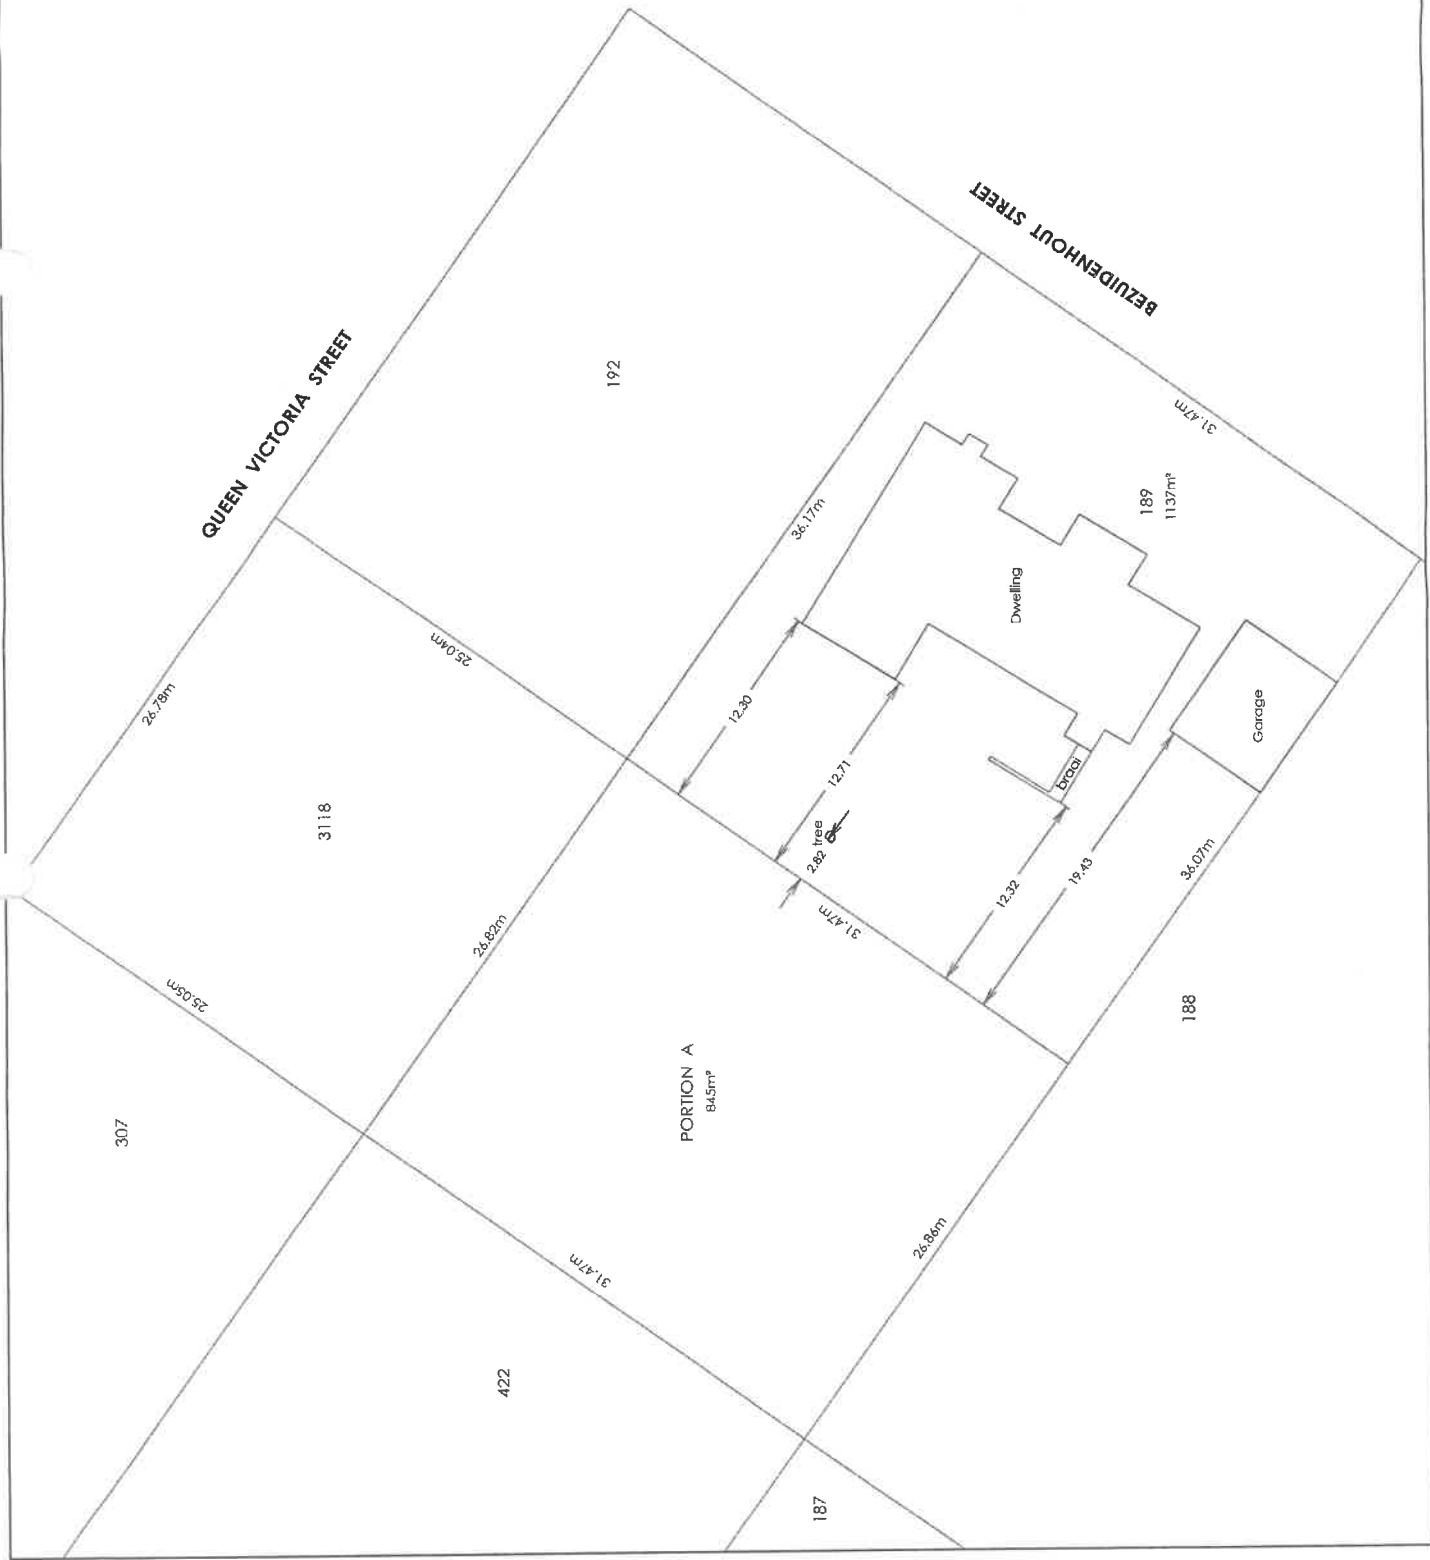 QUEEN VICTORIA STREET
BEZUIDENHOUT STREET
192
26.78m
25.04m
3118
36.17m
31.47m
189
1137m²
Dwelling
12.30
12.71
tree
2.82
braai
Garage
12.32
19.43
36.07m
26.82m
31.47m
25.05m
307
PORTION A
845m²
188
26.86m
31.47m
422
187